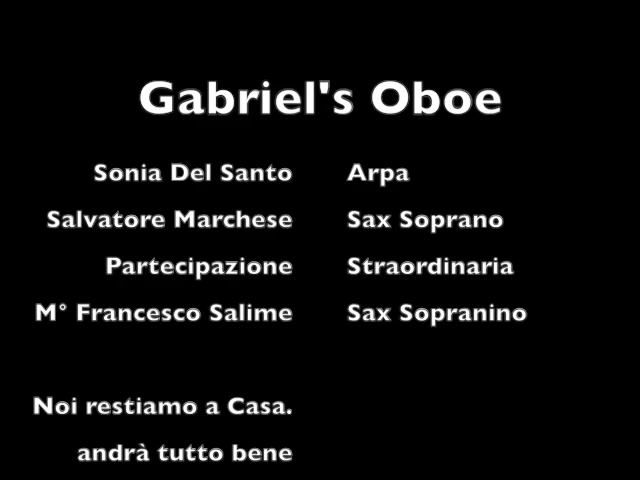 Gabriel's Oboe
Sonia Del Santo Arpa
Salvatore Marchese Sax Soprano
Partecipazione Straordinaria
M° Francesco Salime Sax Sopranino
Noi restiamo a Casa.
andrà tutto bene